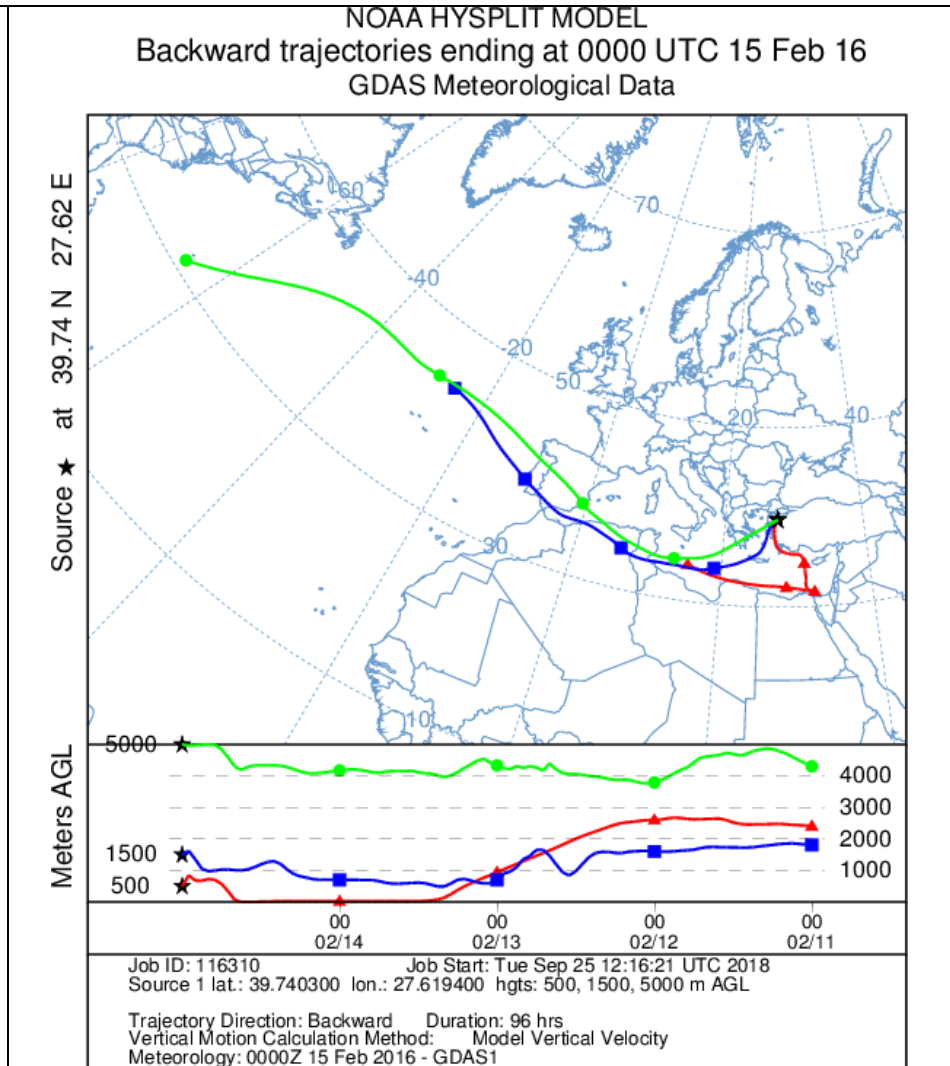 NOAA HYSPLIT MODEL
Backward trajectories ending at 0000 UTC 15 Feb 16
GDAS Meteorological Data
Source ★ at 39.74 N 27.62 E
-60
70
-40
-20
50
0
20
40
30
10
Meters AGL
5000
1500
500
4000
3000
2000
1000
00 00 00 00
02/14 02/13 02/12 02/11
Job ID: 116310 Job Start: Tue Sep 25 12:16:21 UTC 2018
Source 1 lat.: 39.740300 lon.: 27.619400 hgts: 500, 1500, 5000 m AGL
Trajectory Direction: Backward Duration: 96 hrs
Vertical Motion Calculation Method: Model Vertical Velocity
Meteorology: 0000Z 15 Feb 2016 - GDAS1